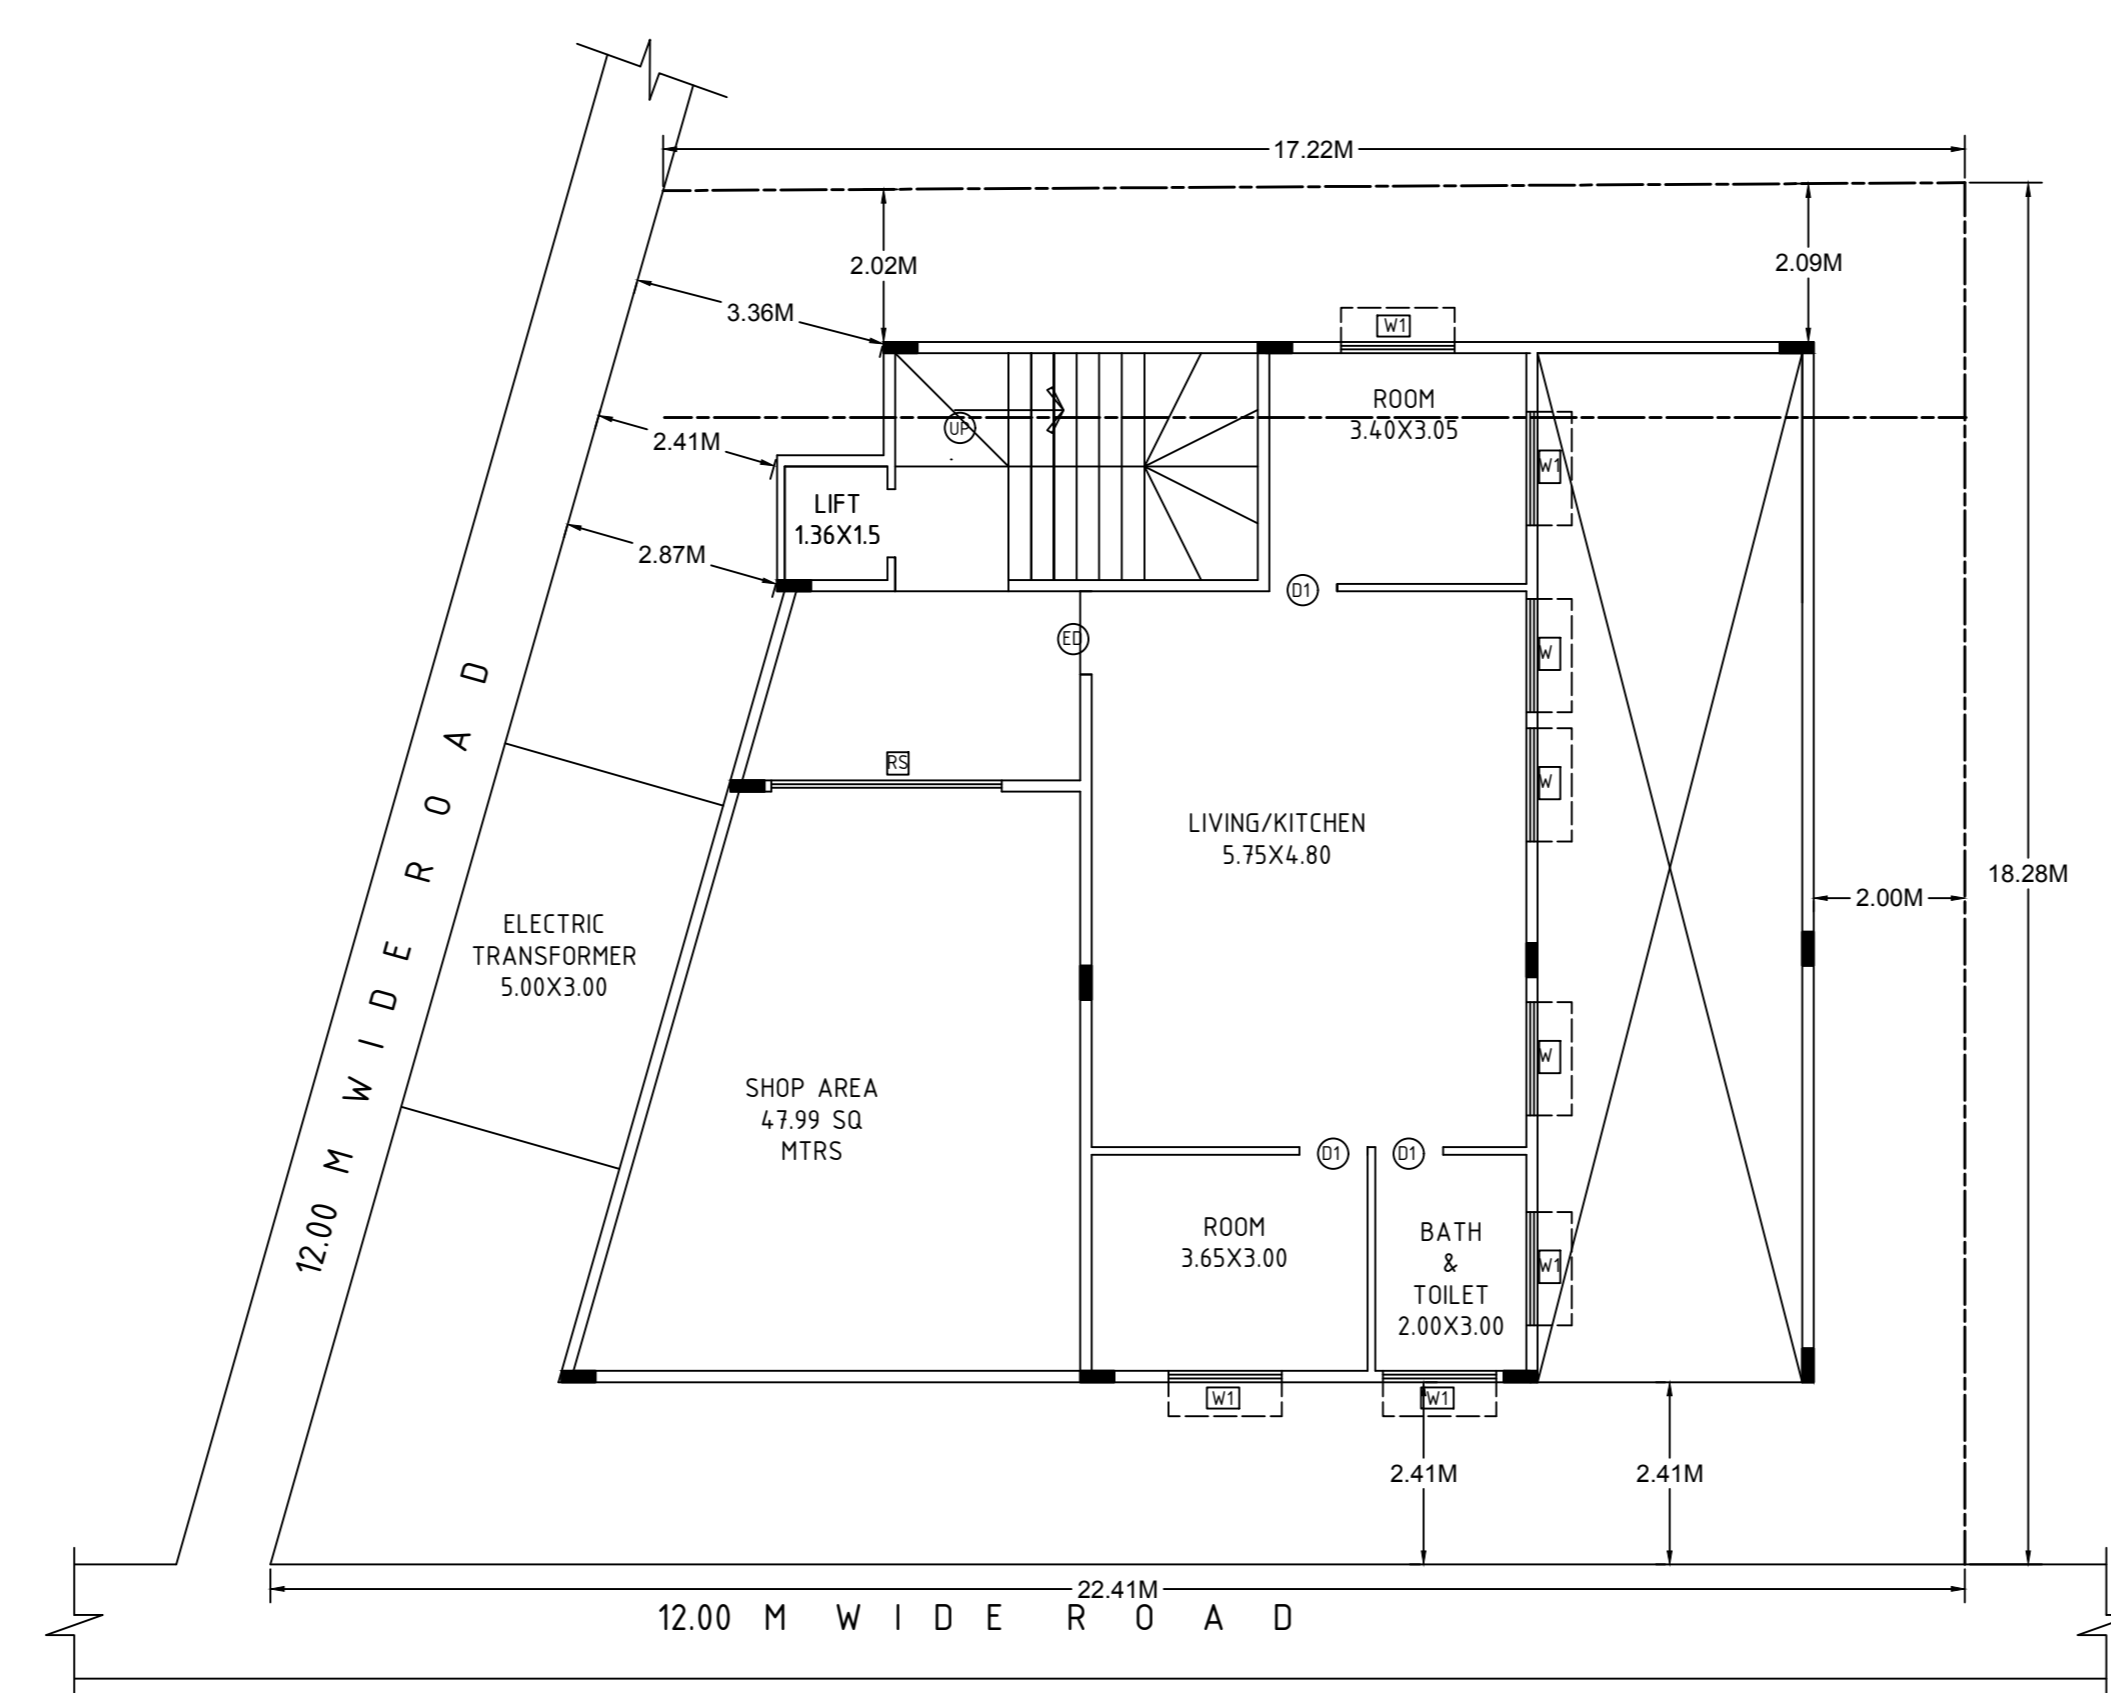 17.22M
2.02M
2.09M
3.36M
W1
ROOM
3.40X3.05
UP
2.41M
W1
LIFT
1.36X1.5
2.87M
D1
ED
W
RS
W
LIVING/KITCHEN
5.75X4.80
18.28M
2.00M
ELECTRIC
TRANSFORMER
5.00X3.00
12.00 M WIDE ROAD
W
SHOP AREA
47.99 SQ
MTRS
D1
D1
ROOM
3.65X3.00
BATH
&
TOILET
2.00X3.00
W1
W1
W1
2.41M
2.41M
22.41M
12.00 M WIDE ROAD